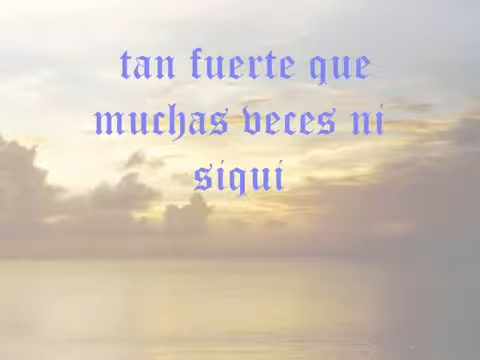 tan fuerte que
muchas veces ni
siqui